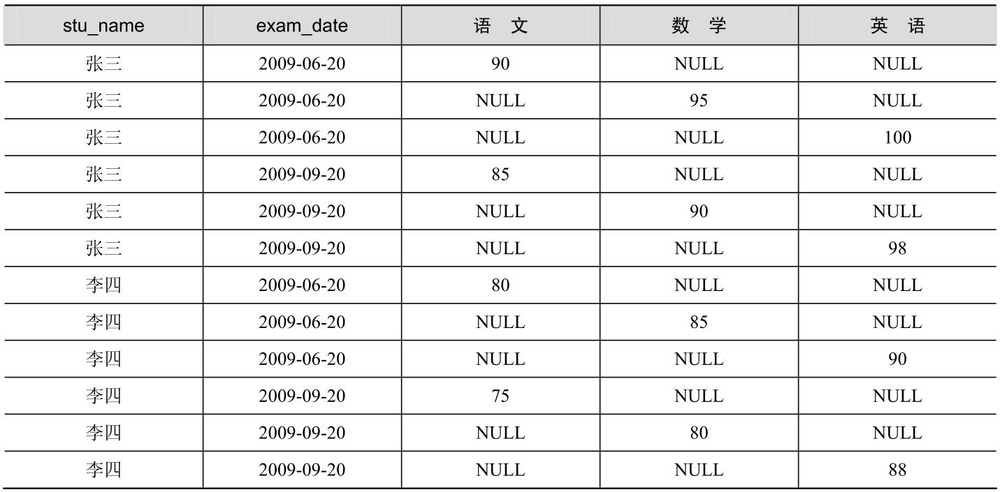 stu_name exam_date 语 文 数 学 英 语
张三 2009-06-20 90 NULL NULL
张三 2009-06-20 NULL 95 NULL
张三 2009-06-20 NULL NULL 100
张三 2009-09-20 85 NULL NULL
张三 2009-09-20 NULL 90 NULL
张三 2009-09-20 NULL NULL 98
李四 2009-06-20 80 NULL NULL
李四 2009-06-20 NULL 85 NULL
李四 2009-06-20 NULL NULL 90
李四 2009-09-20 75 NULL NULL
李四 2009-09-20 NULL 80 NULL
李四 2009-09-20 NULL NULL 88